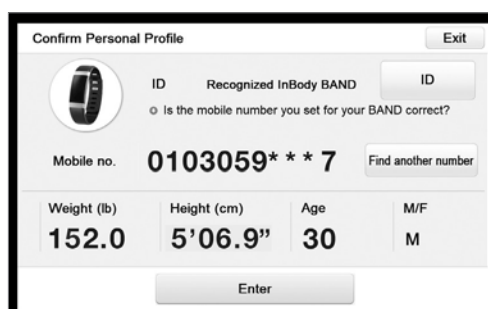 Confirm Personal Profile Exit
ID Recognized InBody BAND ID
Is the mobile number you set for your BAND correct?
Mobile no. 0103059***7 Find another number
Weight (lb) Height (cm) Age M/F
152.0 5’06.9” 30 M
Enter